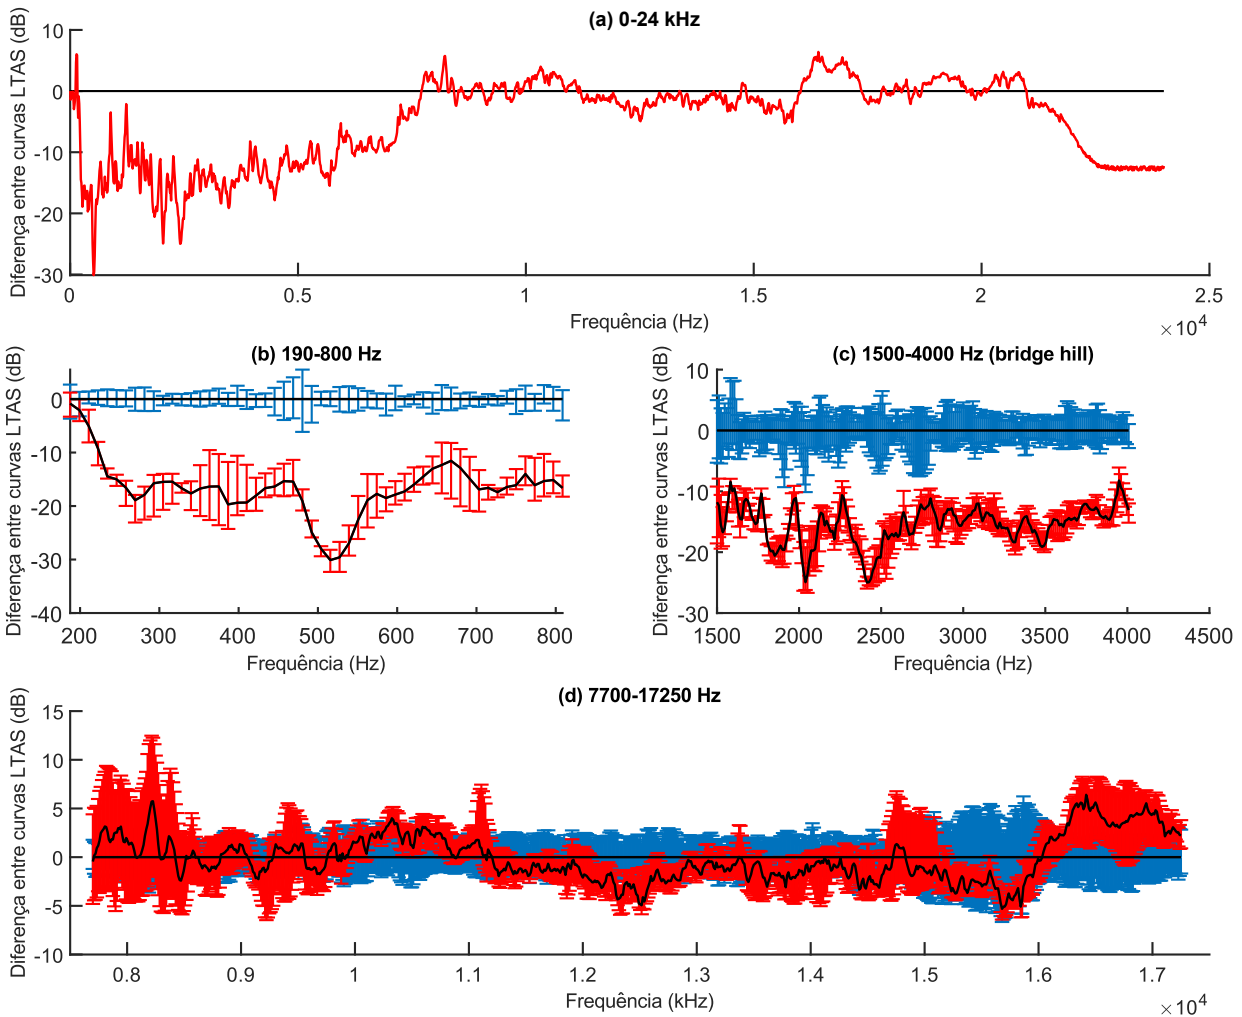 (a) 0-24 kHz
Diferença entre curvas LTAS (dB)
10
0
-10
-20
-30
0 0.5 1 1.5 2 2.5
Frequência (Hz)
×10^4
(b) 190-800 Hz
Diferença entre curvas LTAS (dB)
0
-10
-20
-30
-40
200 300 400 500 600 700 800
Frequência (Hz)
(c) 1500-4000 Hz (bridge hill)
Diferença entre curvas LTAS (dB)
10
0
-10
-20
-30
1500 2000 2500 3000 3500 4000 4500
Frequência (Hz)
(d) 7700-17250 Hz
Diferença entre curvas LTAS (dB)
15
10
5
0
-5
-10
0.8 0.9 1 1.1 1.2 1.3 1.4 1.5 1.6 1.7
Frequência (kHz)
×10^4